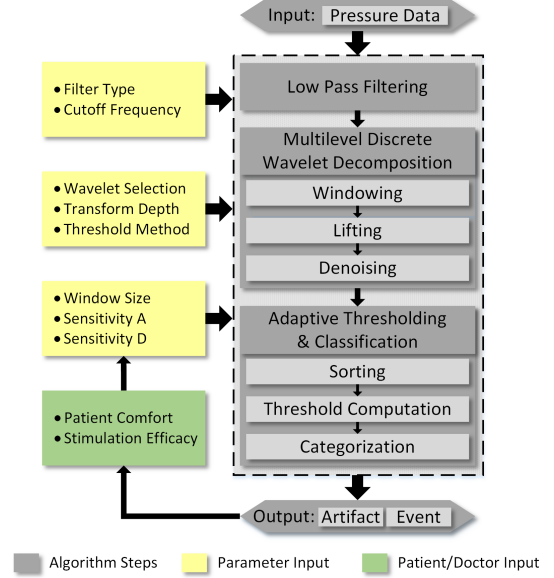 Input: Pressure Data
• Filter Type
• Cutoff Frequency
Low Pass Filtering
Multilevel Discrete
Wavelet Decomposition
• Wavelet Selection
• Transform Depth
• Threshold Method
Windowing
Lifting
Denoising
• Window Size
• Sensitivity A
• Sensitivity D
Adaptive Thresholding
& Classification
Sorting
Threshold Computation
Categorization
• Patient Comfort
• Stimulation Efficacy
Output: Artifact Event
Algorithm Steps
Parameter Input
Patient/Doctor Input